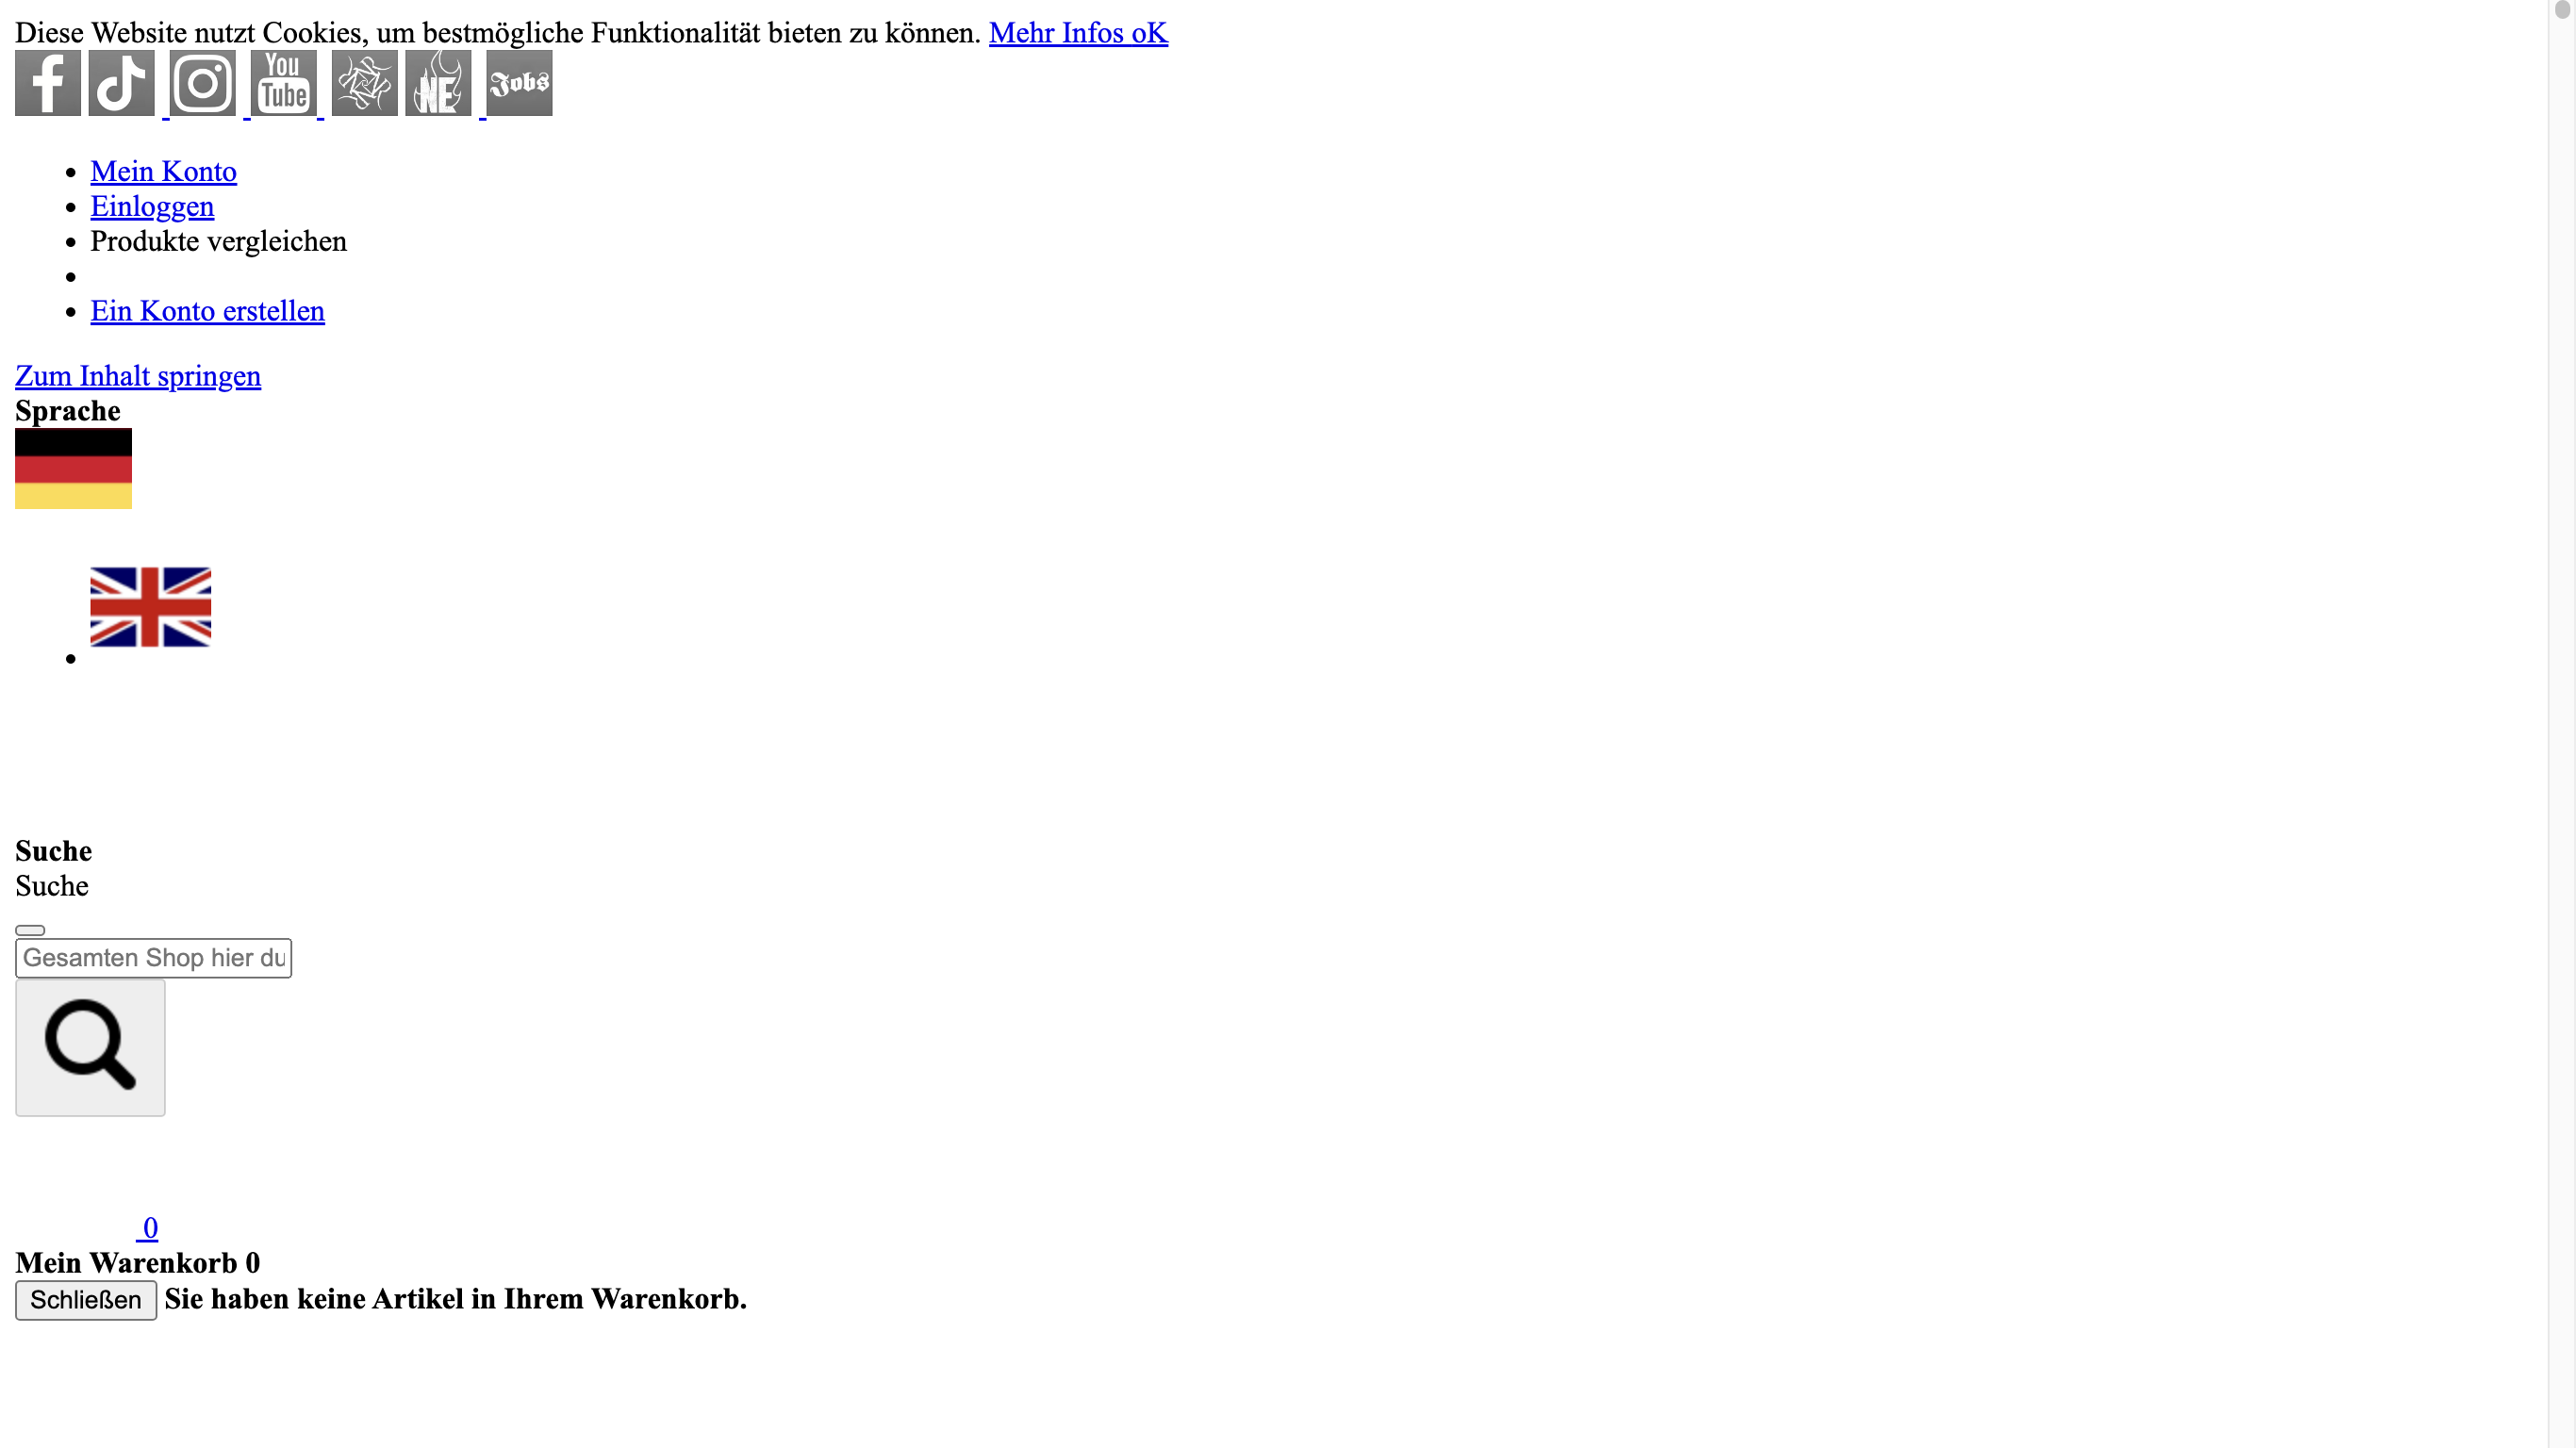 Diese Website nutzt Cookies, um bestmögliche Funktionalität bieten zu können. Mehr Infos oK
You Tube NE Jobs
Mein Konto
Einloggen
Produkte vergleichen
Ein Konto erstellen
Zum Inhalt springen
Sprache
Suche
Suche
Gesamten Shop hier du
0
Mein Warenkorb 0
Schließen Sie haben keine Artikel in Ihrem Warenkorb.